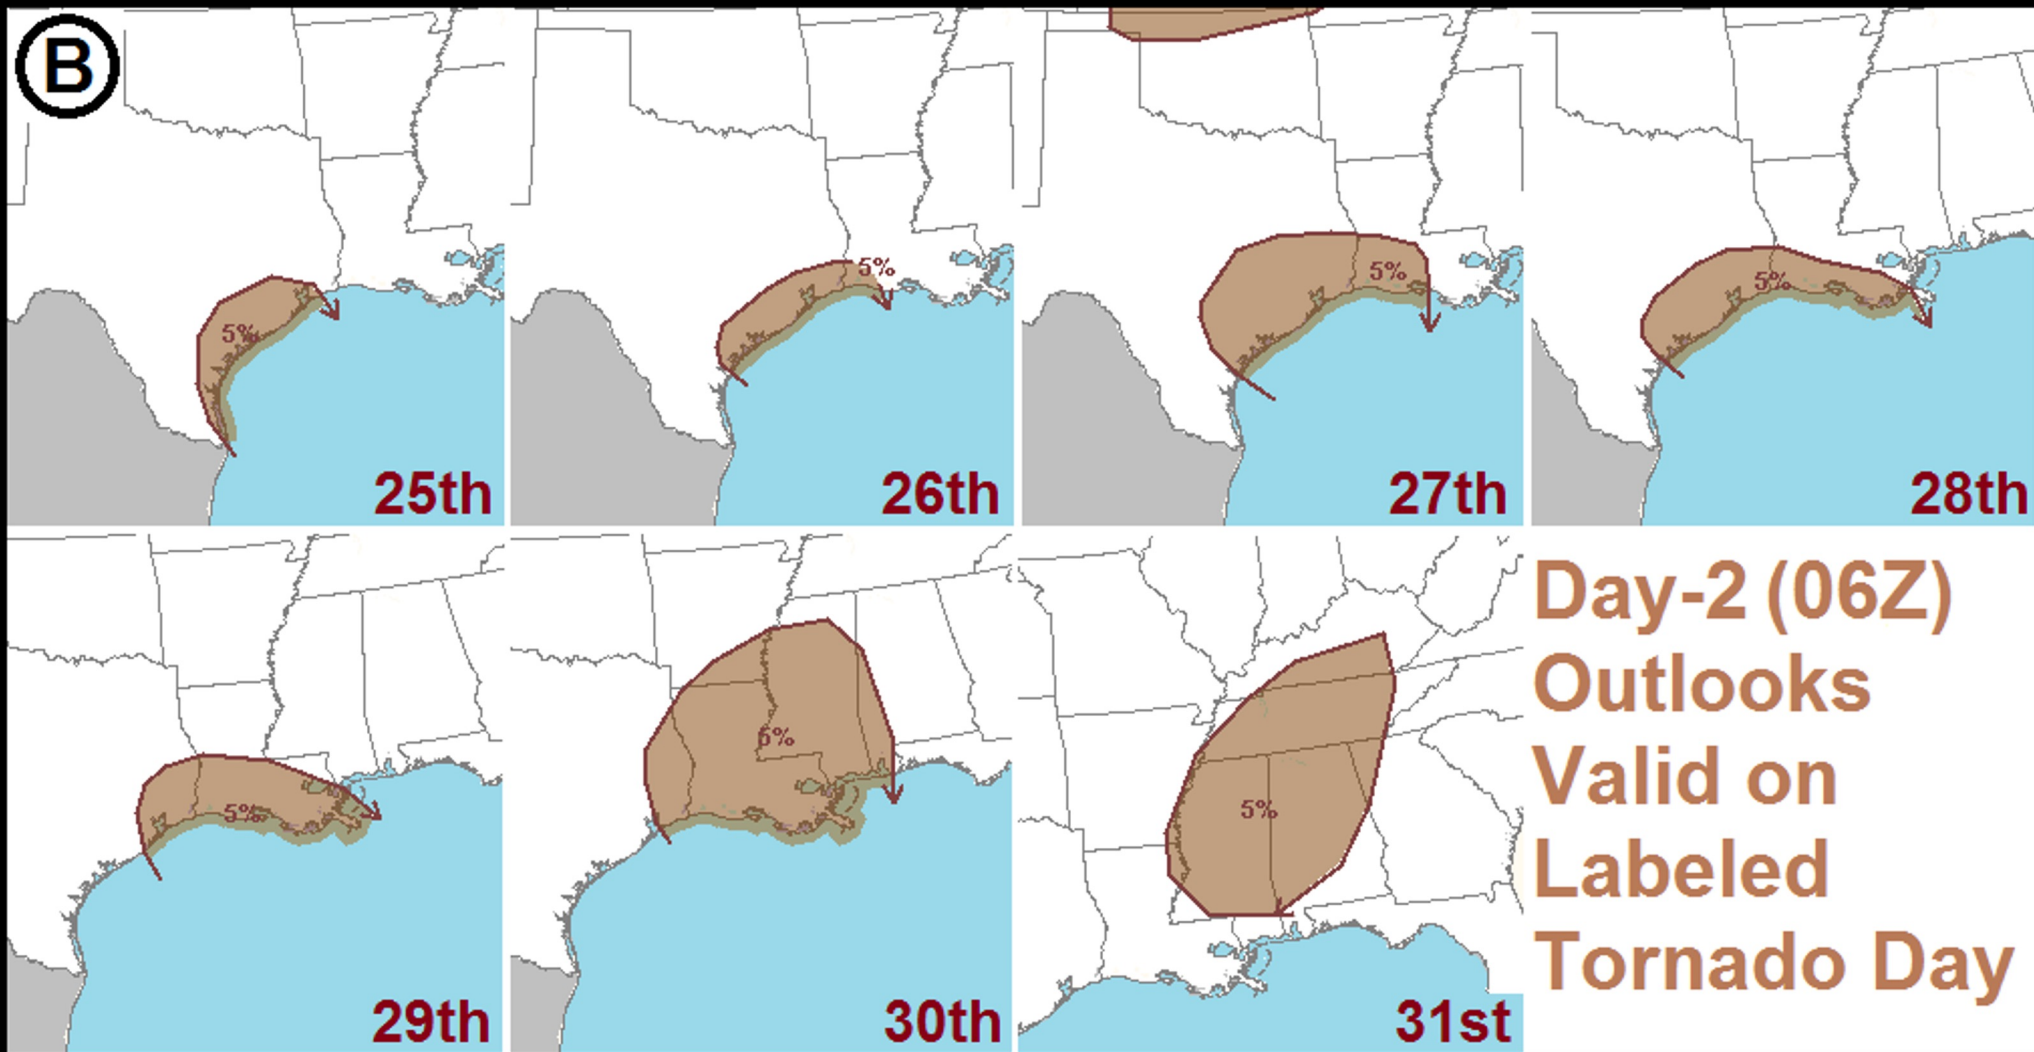 B
5%
25th
5%
26th
5%
27th
5%
28th
5%
29th
5%
30th
5%
31st
Day-2 (06Z)
Outlooks
Valid on
Labeled
Tornado Day